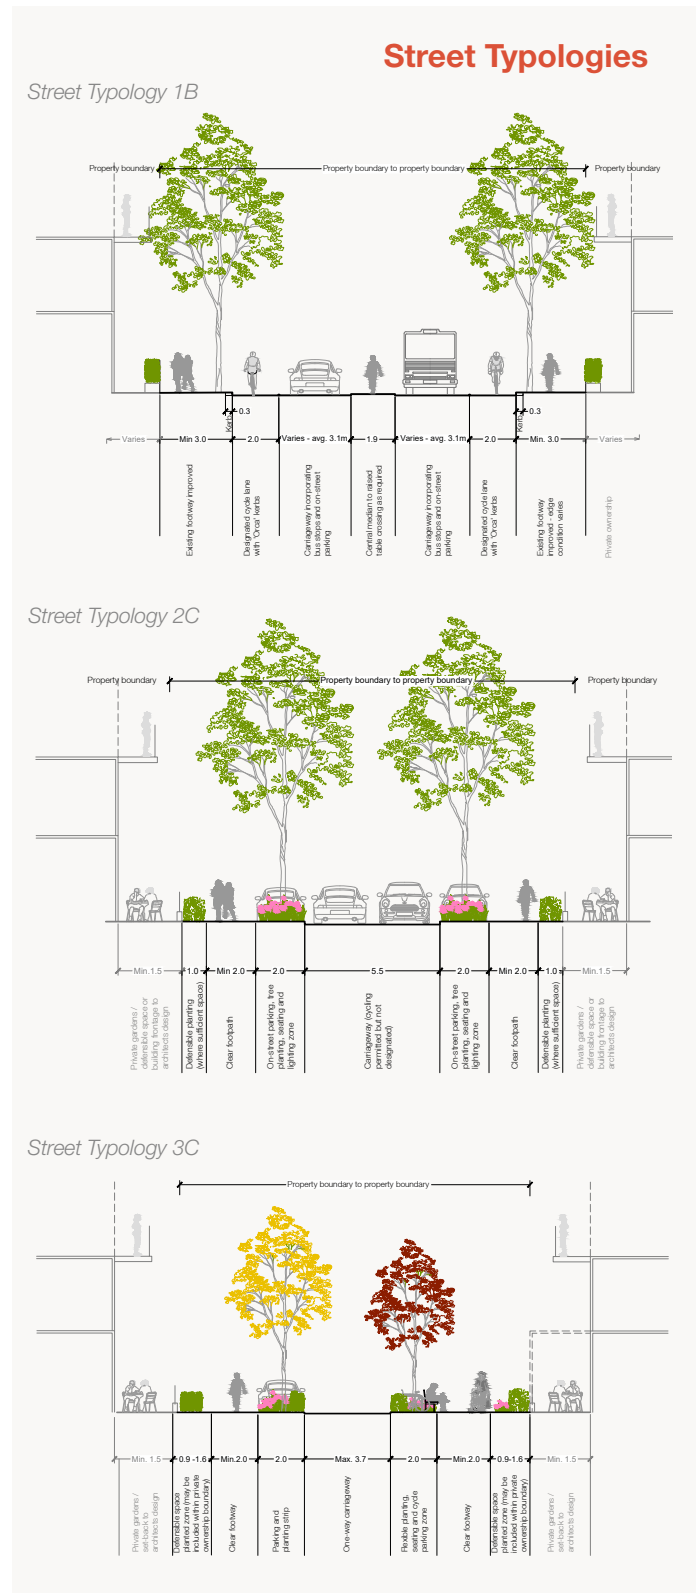 Street Typologies
Street Typology 1B
Property boundary
Property boundary to property boundary
Property boundary
Kerb
0.3
Kerb
0.3
Varies
Min 3.0
2.0
Varies - avg. 3.1m
1.9
Varies - avg. 3.1m
2.0
Min. 3.0
Varies
Existing footway improved
Designated cycle lane
with 'Orca' kerbs
Carriageway incorporating
bus stops and on-street
parking
Central median to raised
table crossing as required
Carriageway incorporating
bus stops and on-street
parking
Designated cycle lane
with 'Orca' kerbs
Existing footway
improved - edge
condition varies
Private ownership
Street Typology 2C
Property boundary
Property boundary to property boundary
Property boundary
Min.1.5
1.0
Min 2.0
2.0
5.5
2.0
Min 2.0
1.0
Min.1.5
Private gardens /
defensible space or
building frontage to
architects design
Defensible planting
(where sufficient space)
Clear footpath
On-street parking, tree
planting, seating and
lighting zone
Carriageway (cycling
permitted but not
designated)
On-street parking, tree
planting, seating and
lighting zone
Clear footpath
Defensible planting
(where sufficient space)
Private gardens /
defensible space or
building frontage to
architects design
Street Typology 3C
Property boundary to property boundary
Min. 1.5
0.9 -1.6
Min.2.0
2.0
Max. 3.7
2.0
Min.2.0
0.9-1.6
Min. 1.5
Private gardens /
set-back to
architects design
Defensible space
planted zone (may be
included within private
ownership boundary)
Clear footway
Parking and
planting strip
One-way carriageway
Flexible planting,
seating and cycle
parking zone
Clear footway
Defensible space
planted zone (may be
included within private
ownership boundary)
Private gardens /
set-back to
architects design